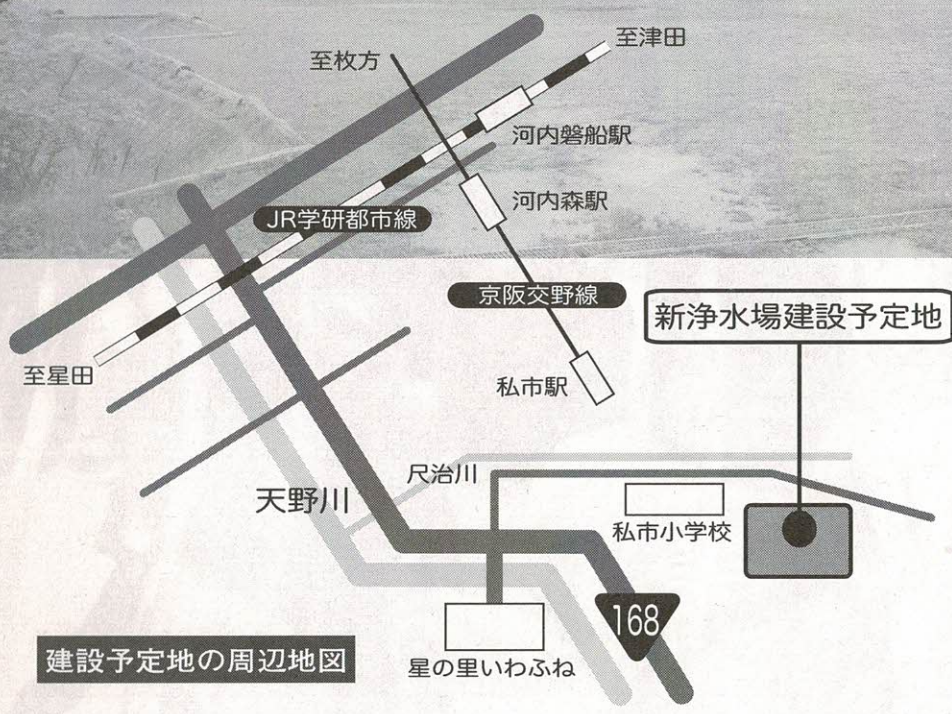 至津田
至枚方
河内磐船駅
河内森駅
JR学研都市線
京阪交野線
新浄水場建設予定地
至星田
私市駅
尺治川
天野川
私市小学校
168
建設予定地の周辺地図
星の里いわふね